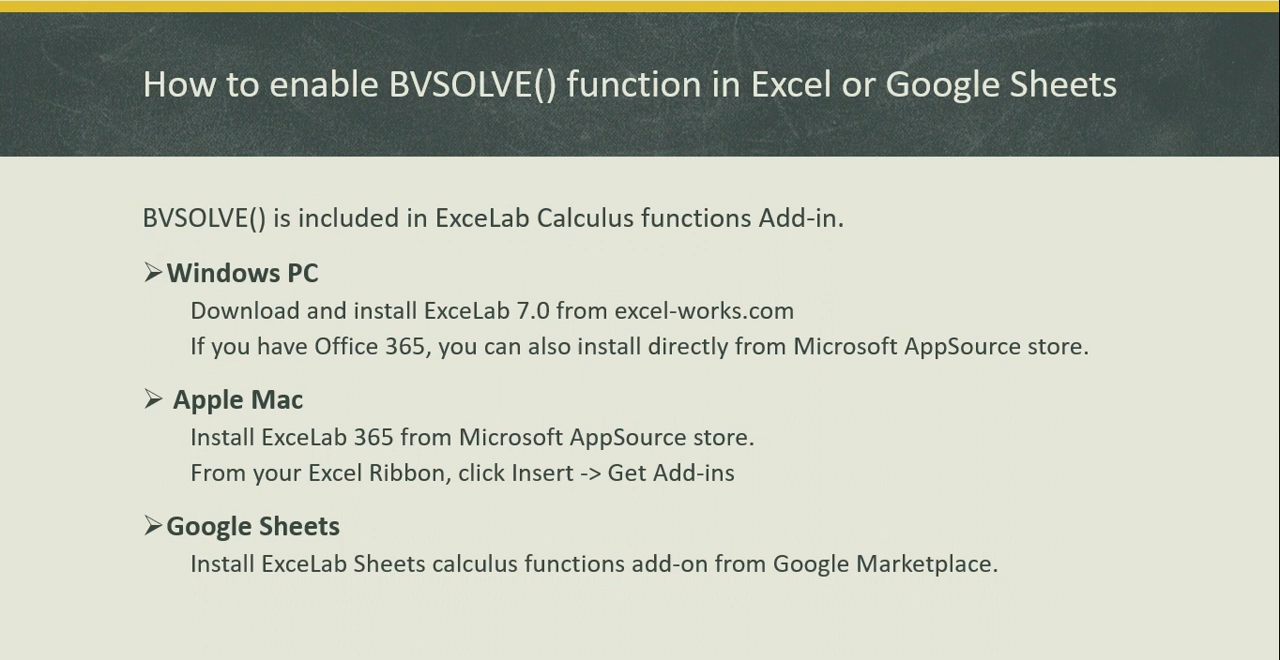 How to enable BVSOLVE() function in Excel or Google Sheets
BVSOLVE() is included in ExceLab Calculus functions Add-in.
➢Windows PC
Download and install ExceLab 7.0 from excel-works.com
If you have Office 365, you can also install directly from Microsoft AppSource store.
➢ Apple Mac
Install ExceLab 365 from Microsoft AppSource store.
From your Excel Ribbon, click Insert -> Get Add-ins
➢Google Sheets
Install ExceLab Sheets calculus functions add-on from Google Marketplace.